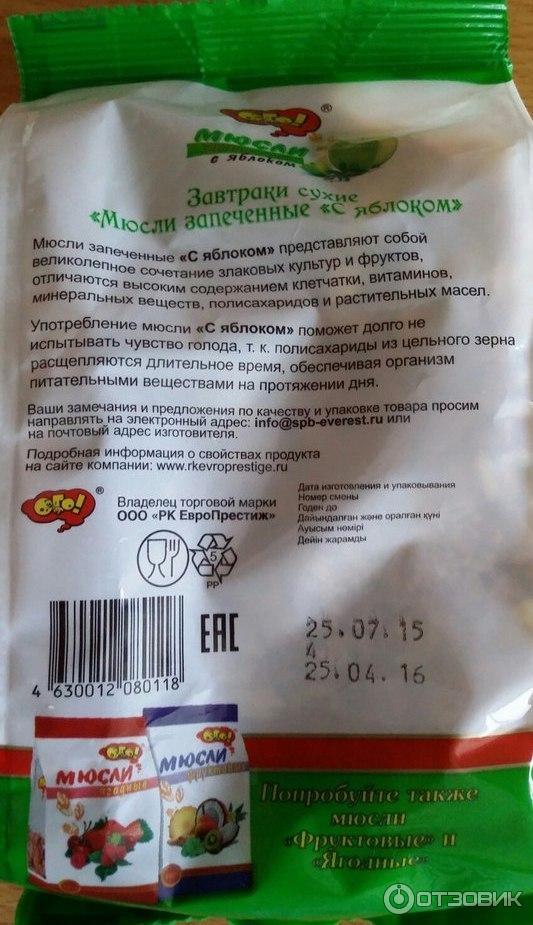 ОГО!
®
Мюсли
с яблоком
Завтраки сухие
«Мюсли запеченные «С яблоком»
Мюсли запеченные «С яблоком» представляют собой
великолепное сочетание злаковых культур и фруктов,
отличаются высоким содержанием клетчатки, витаминов,
минеральных веществ, полисахаридов и растительных масел.
Употребление мюсли «С яблоком» поможет долго не
испытывать чувство голода, т. к. полисахариды из цельного зерна
расщепляются длительное время, обеспечивая организм
питательными веществами на протяжении дня.
Ваши замечания и предложения по качеству и упаковке товара просим
направлять на электронный адрес: info@spb-everest.ru или
на почтовый адрес изготовителя.
Подробная информация о свойствах продукта
на сайте компании: www.rkevroprestige.ru
ОГО!
®
Владелец торговой марки
ООО «РК ЕвроПрестиж»
Дата изготовления и упаковывания
Номер смены
Годен до
Дайындалған және оралған күні
Ауысым нөмірі
Дейін жарамды
5
PP
EAC
25.07.15
4
25.04.16
4 630012 080118
ОГО!
МЮСЛИ
ягодные
ОГО!
МЮСЛИ
фруктовые
Попробуйте также
мюсли
«Фруктовые» и
«Ягодные»
ОТЗОВИК